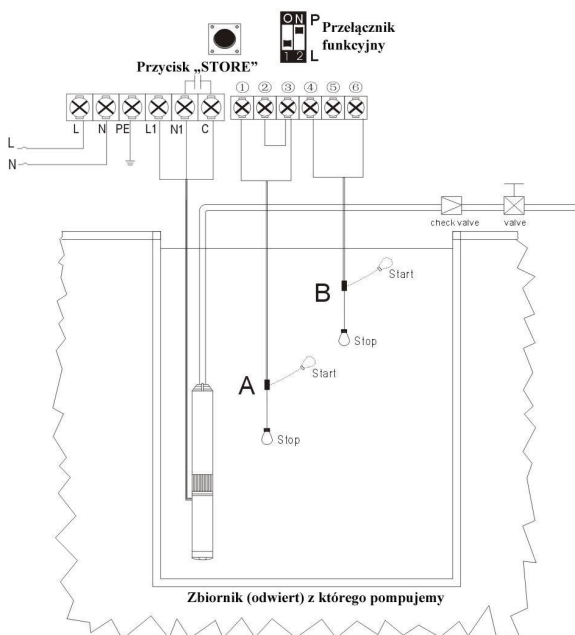 ON P
Przełącznik
funkcyjny
1 2 L
Przycisk „STORE”
① ② ③ ④ ⑤ ⑥
L N PE L1 N1 C
L
N
check valve valve
B
Start
Stop
A
Start
Stop
Zbiornik (odwiert) z którego pompujemy